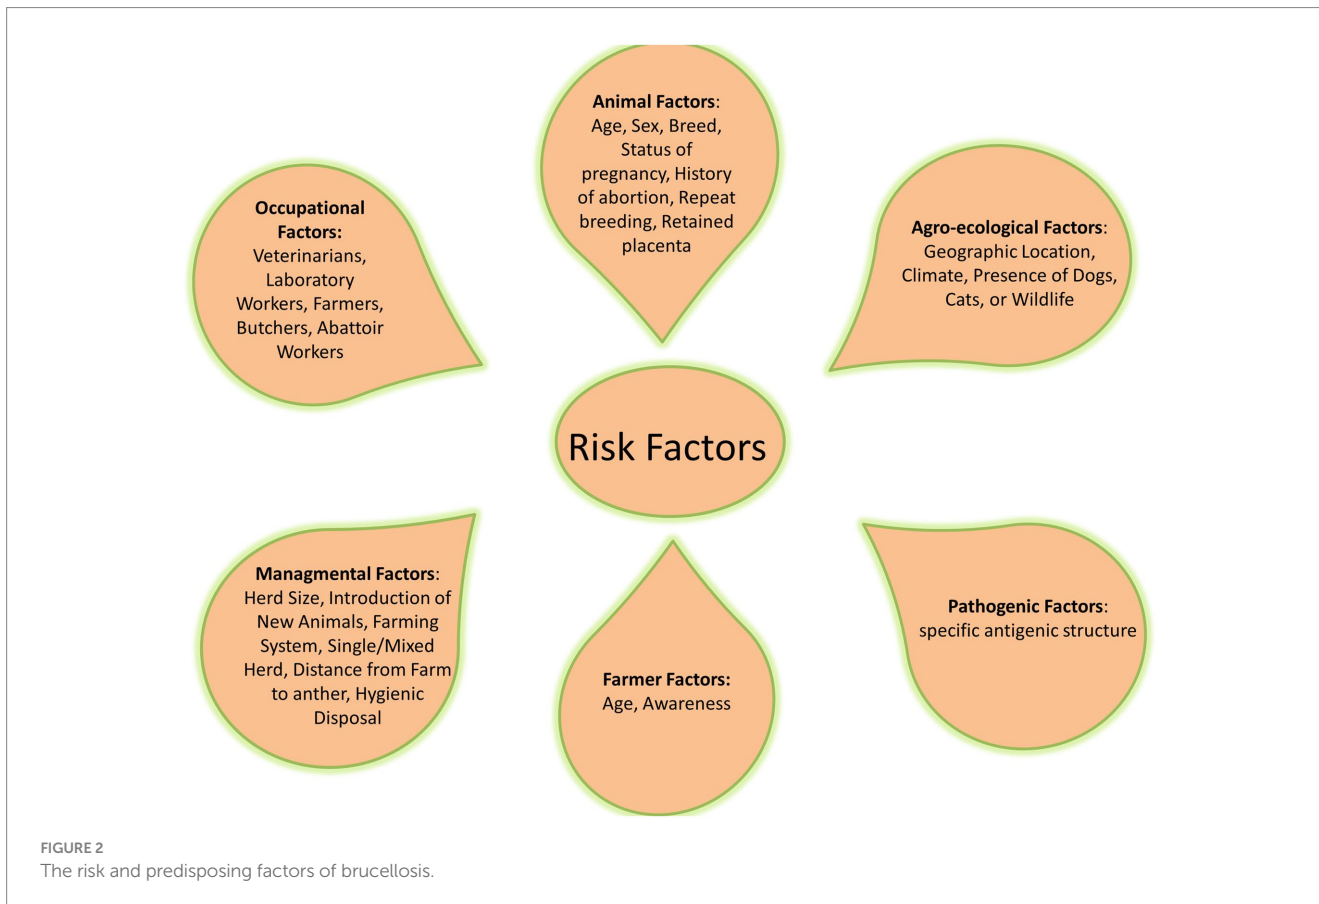 Animal Factors:
Age, Sex, Breed,
Status of
pregnancy, History
of abortion, Repeat
breeding, Retained
placenta
Occupational
Factors:
Veterinarians,
Laboratory
Workers, Farmers,
Butchers, Abattoir
Workers
Agro-ecological Factors:
Geographic Location,
Climate, Presence of Dogs,
Cats, or Wildlife
Risk Factors
Managmental Factors:
Herd Size, Introduction of
New Animals, Farming
System, Single/Mixed
Herd, Distance from Farm
to anther, Hygienic
Disposal
Farmer Factors:
Age, Awareness
Pathogenic Factors:
specific antigenic structure
FIGURE 2
The risk and predisposing factors of brucellosis.